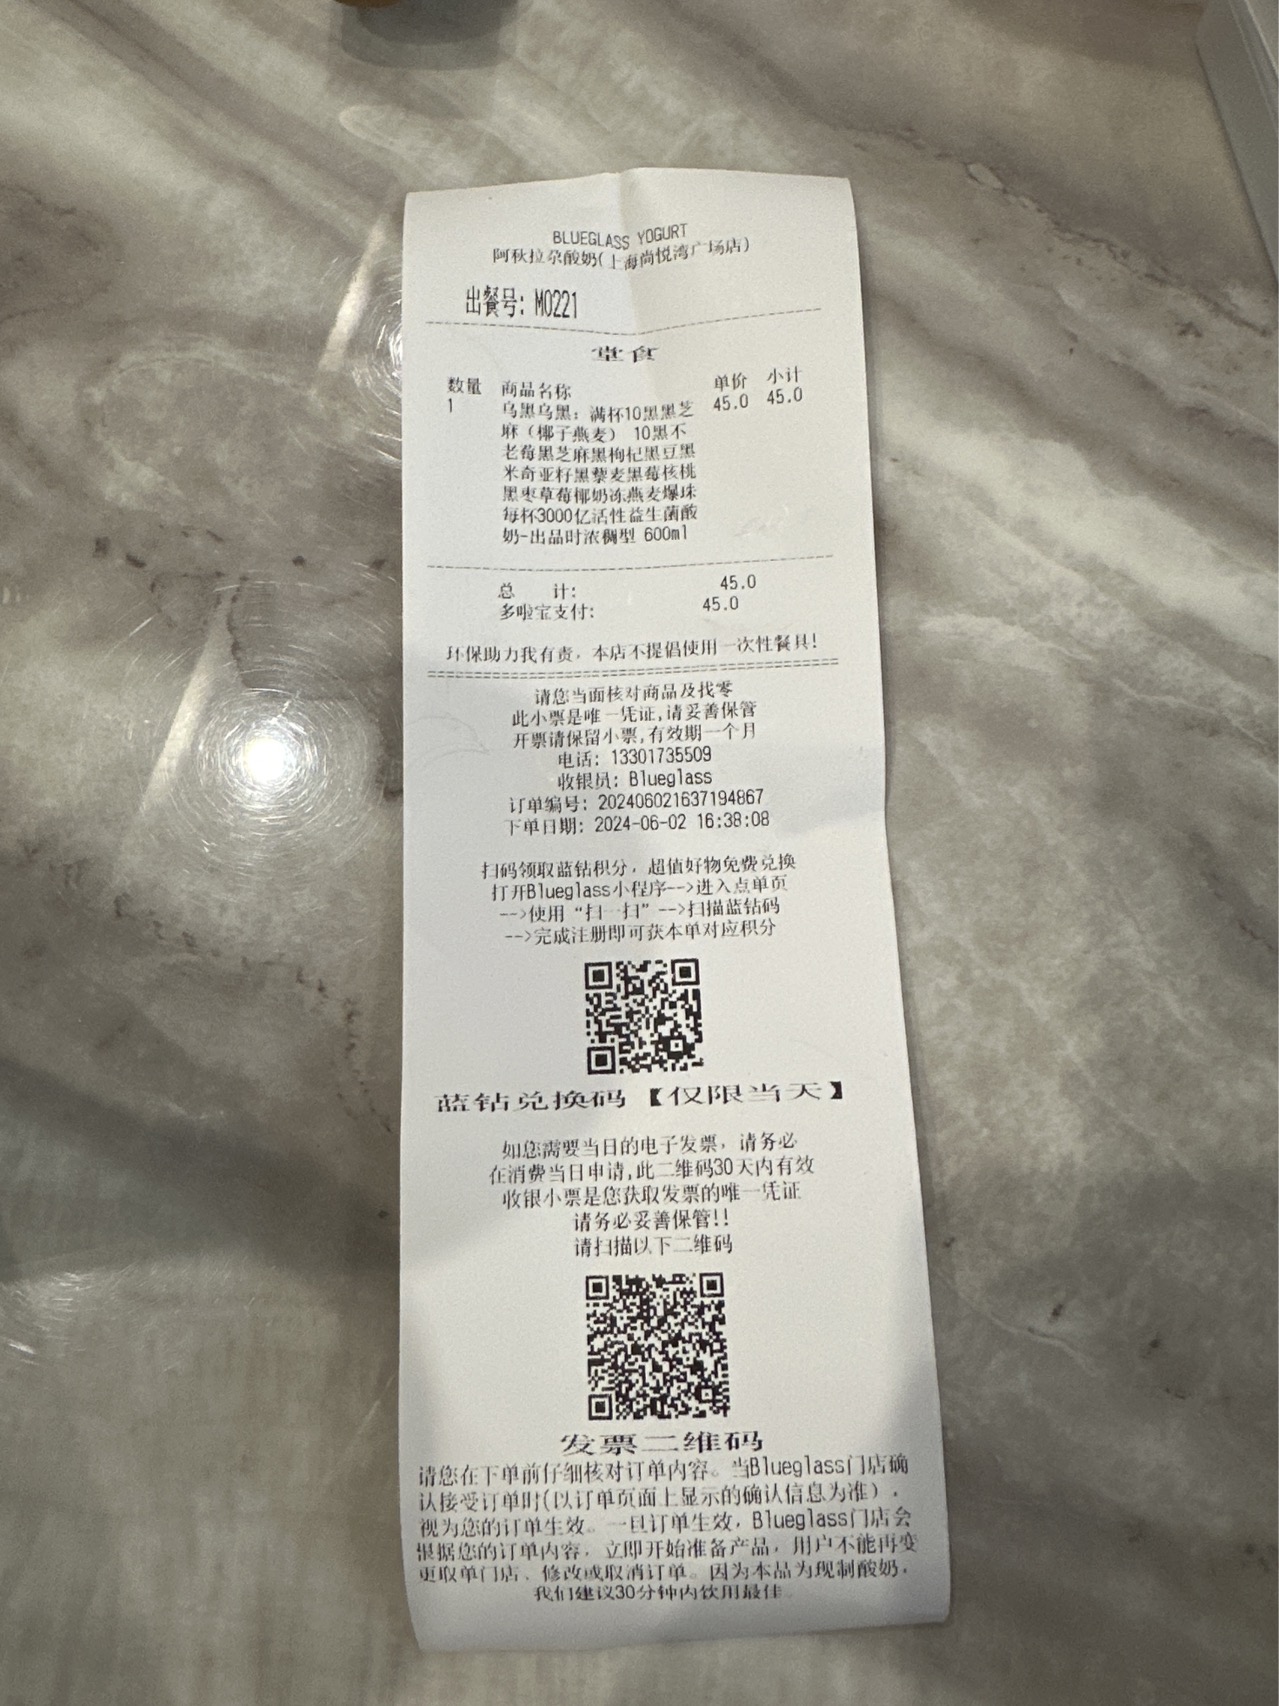 BLUEGLASS YOGURT
阿秋拉尕酸奶(上海尚悦湾广场店)
出餐号: M0221
堂食
数量 商品名称 单价 小计
1 乌黑乌黑：满杯10黑黑芝 45.0 45.0
麻（椰子燕麦） 10黑不
老莓黑芝麻黑枸杞黑豆黑
米奇亚籽黑藜麦黑莓核桃
黑枣草莓椰奶冻燕麦爆珠
每杯3000亿活性益生菌酸
奶-出品时浓稠型 600ml
总 计: 45.0
多啦宝支付: 45.0
环保助力我有责，本店不提倡使用一次性餐具!
请您当面核对商品及找零
此小票是唯一凭证,请妥善保管
开票请保留小票,有效期一个月
电话: 13301735509
收银员: Blueglass
订单编号: 202406021637194867
下单日期: 2024-06-02 16:38:08
扫码领取蓝钻积分，超值好物免费兑换
打开Blueglass小程序-->进入点单页
-->使用“扫一扫”-->扫描蓝钻码
-->完成注册即可获本单对应积分
蓝钻兑换码【仅限当天】
如您需要当日的电子发票，请务必
在消费当日申请,此二维码30天内有效
收银小票是您获取发票的唯一凭证
请务必妥善保管!!
请扫描以下二维码
发票二维码
请您在下单前仔细核对订单内容。当Blueglass门店确
认接受订单时(以订单页面上显示的确认信息为准)，
视为您的订单生效。一旦订单生效，Blueglass门店会
根据您的订单内容，立即开始准备产品，用户不能再变
更取单门店、修改或取消订单。因为本品为现制酸奶，
我们建议30分钟内饮用最佳。